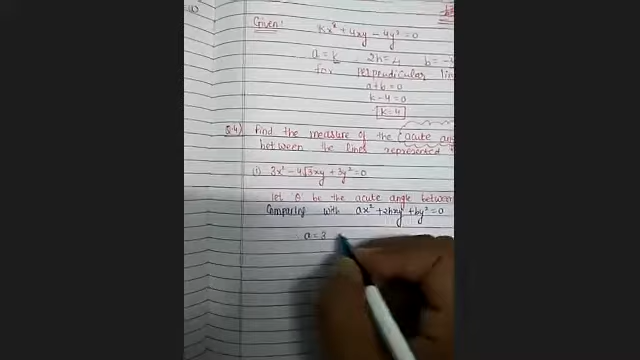 Given:
kx² + 4xy - 4y² = 0
a = k 2h = 4 b = -4
for perpendicular lin
a + b = 0
k - 4 = 0
k = 4
Q.4) Find the measure of the (acute an
between the lines represented
(i) 3x² - 4√3xy + 3y² = 0
let θ be the acute angle between
Comparing with ax² + 2hxy + by² = 0
a = 3